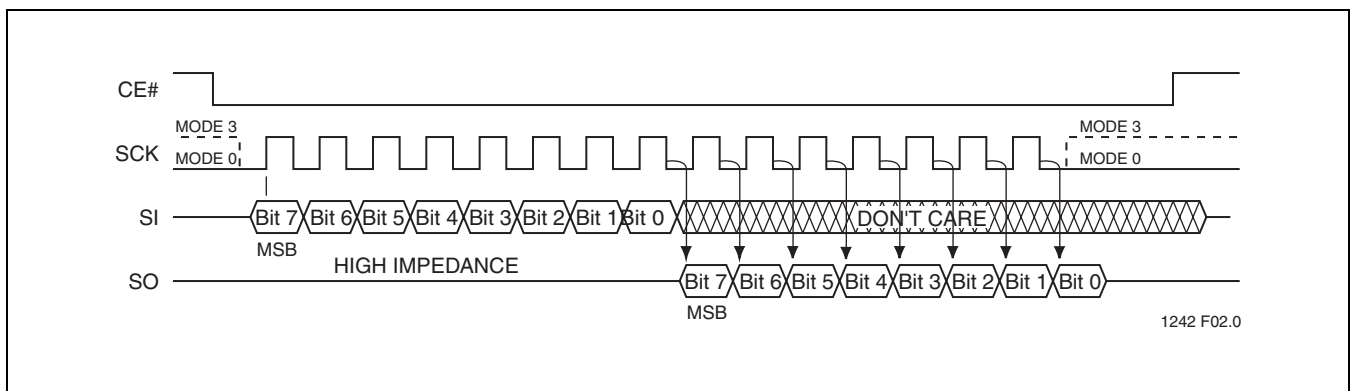 CE#
MODE 3 MODE 3
SCK MODE 0 MODE 0
SI Bit 7 Bit 6 Bit 5 Bit 4 Bit 3 Bit 2 Bit 1 Bit 0 DON'T CARE
MSB
HIGH IMPEDANCE
SO Bit 7 Bit 6 Bit 5 Bit 4 Bit 3 Bit 2 Bit 1 Bit 0
MSB
1242 F02.0